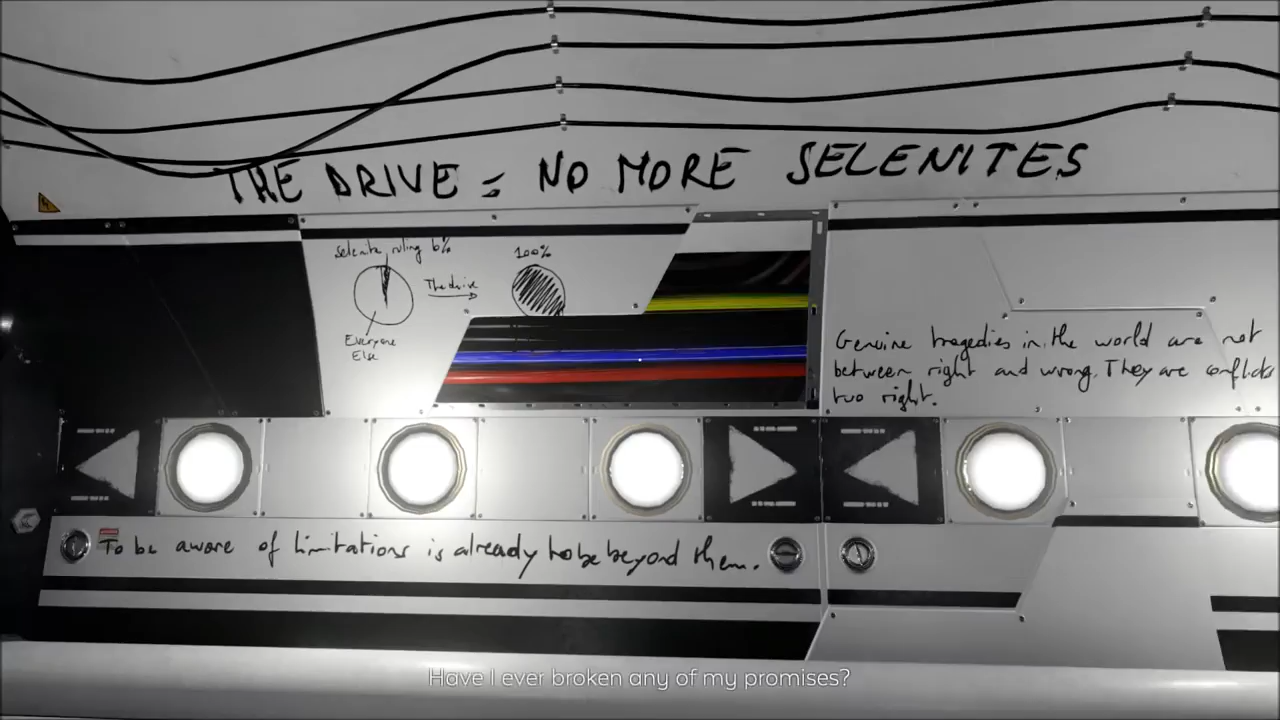 THE DRIVE = NO MORE SELENITES
Selenite ruling 6%
100%
The drive
Everyone
Else
Genuine tragedies in the world are not
between right and wrong. They are conflicts
two right.
To be aware of limitations is already to be beyond them.
Have I ever broken any of my promises?